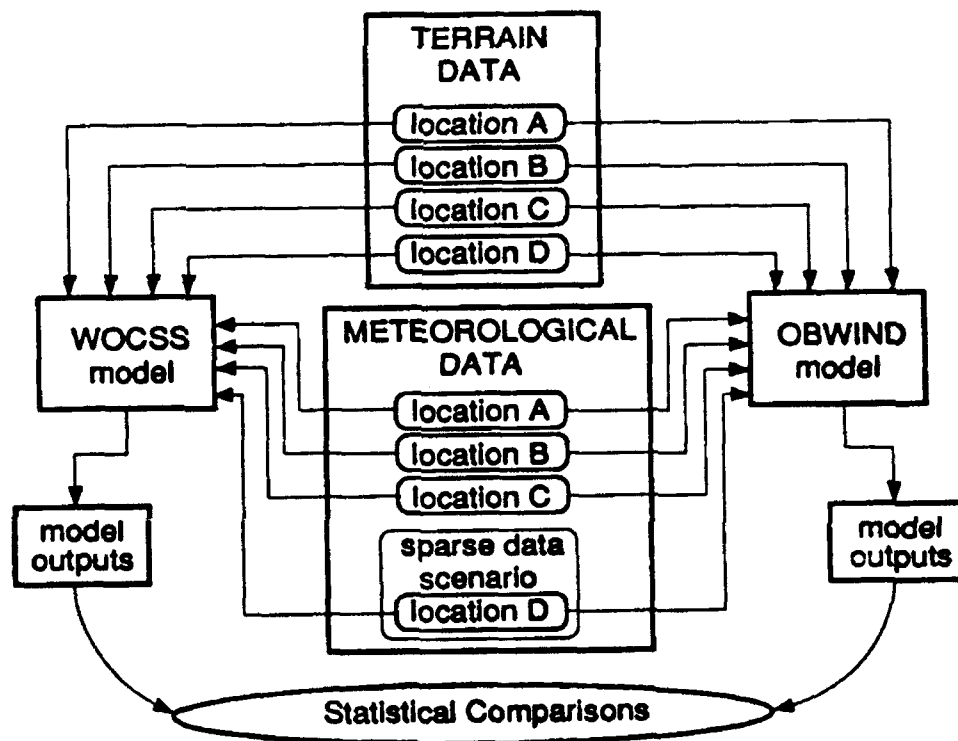 TERRAIN
DATA
location A
location B
location C
location D
WOCSS
model
METEOROLOGICAL
DATA
location A
location B
location C
sparse data
scenario
location D
OBWIND
model
model
outputs
model
outputs
Statistical Comparisons